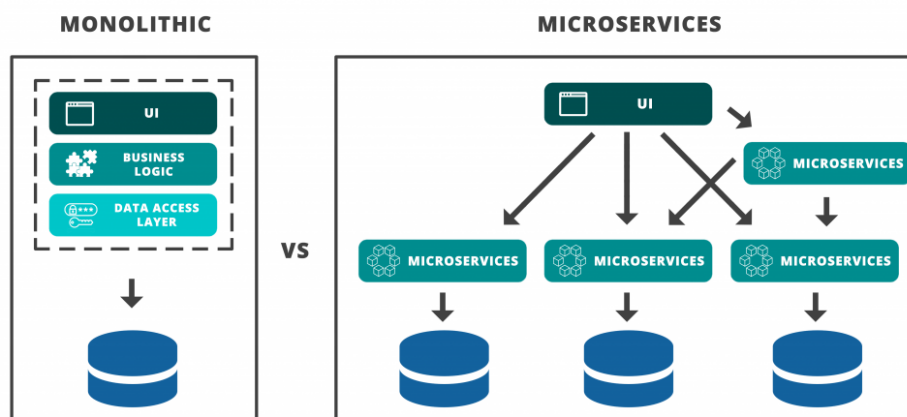 MONOLITHIC
UI
BUSINESS
LOGIC
DATA ACCESS
LAYER
VS
MICROSERVICES
UI
MICROSERVICES
MICROSERVICES
MICROSERVICES
MICROSERVICES